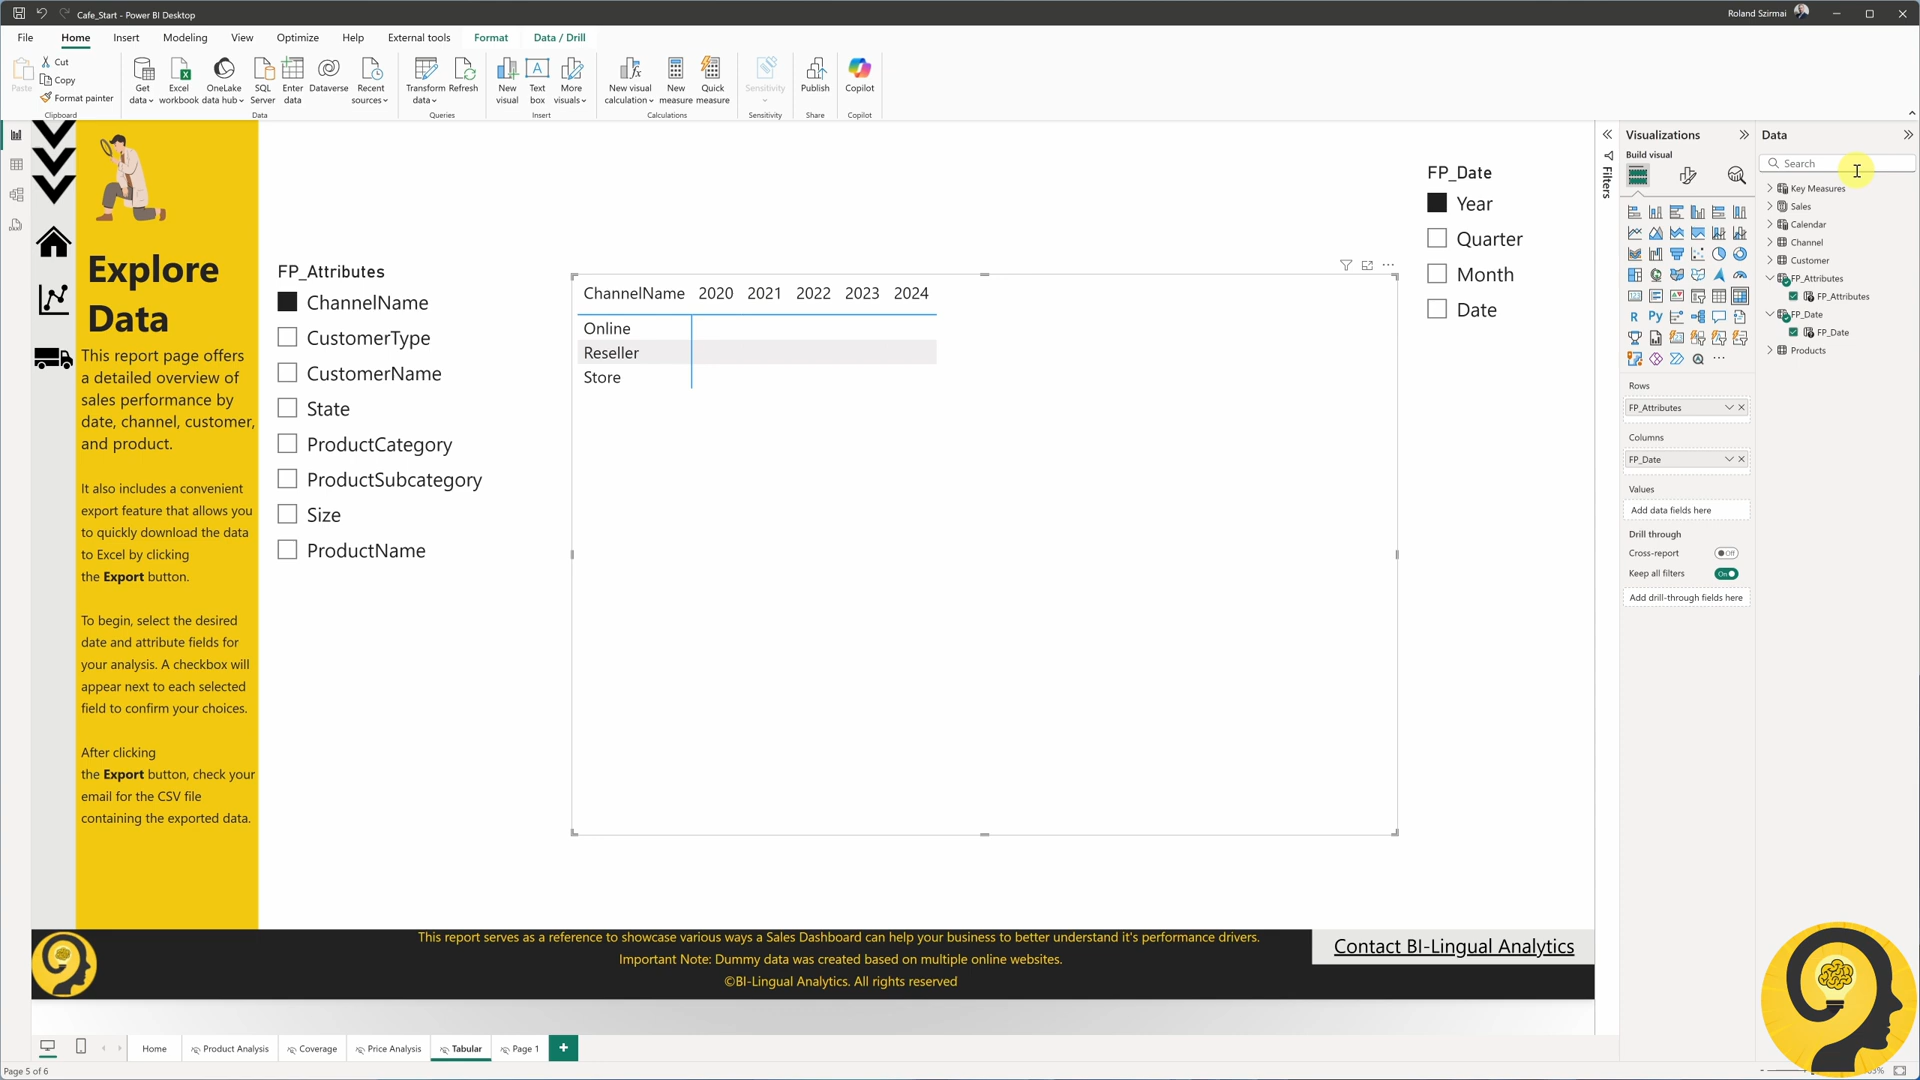 Cafe_Start - Power BI Desktop
Roland Szirmai
File
Home
Insert
Modeling
View
Optimize
Help
External tools
Format
Data / Drill
Paste
Cut
Copy
Format painter
Clipboard
Get data
Excel workbook
OneLake data hub
SQL Server
Enter data
Dataverse
Recent sources
Data
Transform data
Refresh
Queries
New visual
Text box
More visuals
Insert
New visual calculation
New measure
Quick measure
Calculations
Sensitivity
Sensitivity
Publish
Share
Copilot
Copilot
Explore
Data
This report page offers
a detailed overview of
sales performance by
date, channel, customer,
and product.
It also includes a convenient
export feature that allows you
to quickly download the data
to Excel by clicking
the Export button.
To begin, select the desired
date and attribute fields for
your analysis. A checkbox will
appear next to each selected
field to confirm your choices.
After clicking
the Export button, check your
email for the CSV file
containing the exported data.
FP_Attributes
ChannelName
CustomerType
CustomerName
State
ProductCategory
ProductSubcategory
Size
ProductName
ChannelName 2020 2021 2022 2023 2024
Online
Reseller
Store
FP_Date
Year
Quarter
Month
Date
Filters
Visualizations
Build visual
R
Py
Rows
FP_Attributes
Columns
FP_Date
Values
Add data fields here
Drill through
Cross-report
Off
Keep all filters
On
Add drill-through fields here
Data
Search
Key Measures
Sales
Calendar
Channel
Customer
FP_Attributes
FP_Attributes
FP_Date
FP_Date
Products
This report serves as a reference to showcase various ways a Sales Dashboard can help your business to better understand it's performance drivers.
Important Note: Dummy data was created based on multiple online websites.
©BI-Lingual Analytics. All rights reserved
Contact BI-Lingual Analytics
Home
Product Analysis
Coverage
Price Analysis
Tabular
Page 1
Page 5 of 6